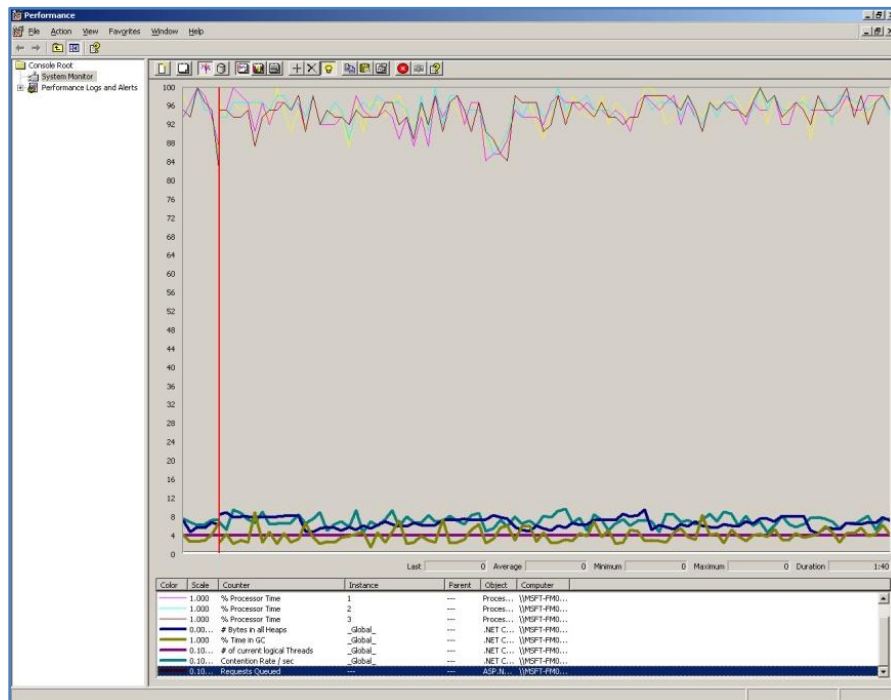 Performance
File Action View Favorites Window Help
Console Root
System Monitor
Performance Logs and Alerts
100
96
92
88
84
80
76
72
68
64
60
56
52
48
44
40
36
32
28
24
20
16
12
8
4
0
Last 0 Average 0 Minimum 0 Maximum 0 Duration 1:40
Color Scale Counter Instance Parent Object Computer
1.000 % Processor Time 1 --- Proces... \\MSFT-FM0...
1.000 % Processor Time 2 --- Proces... \\MSFT-FM0...
1.000 % Processor Time 3 --- Proces... \\MSFT-FM0...
0.00... # Bytes in all Heaps _Global_ --- .NET C... \\MSFT-FM0...
1.000 % Time in GC _Global_ --- .NET C... \\MSFT-FM0...
0.10... # of current logical Threads _Global_ --- .NET C... \\MSFT-FM0...
0.10... Contention Rate / sec _Global_ --- .NET C... \\MSFT-FM0...
0.10... Requests Queued --- --- ASP.N... \\MSFT-FM0...